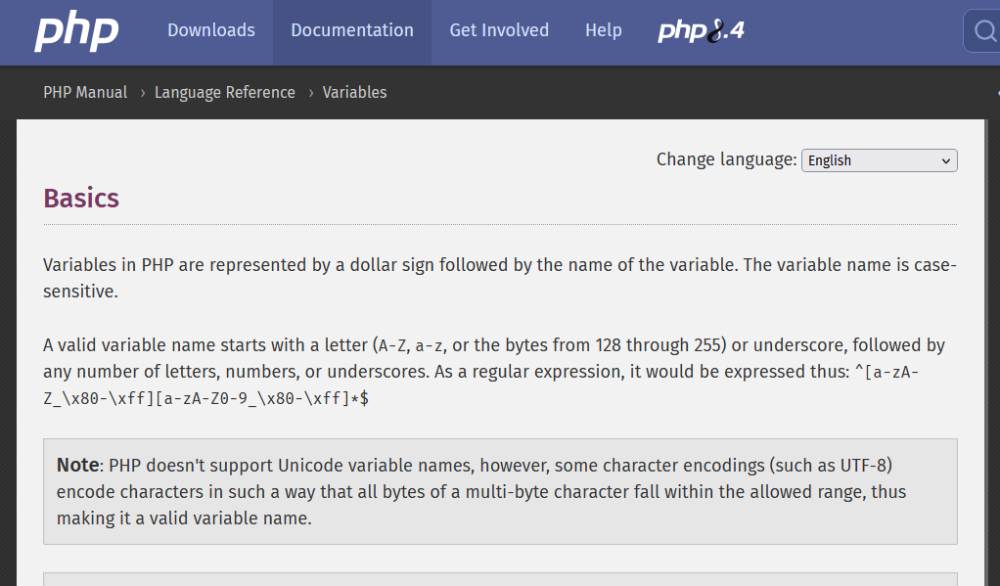 php
Downloads
Documentation
Get Involved
Help
php8.4
PHP Manual › Language Reference › Variables
Change language: English
Basics
Variables in PHP are represented by a dollar sign followed by the name of the variable. The variable name is case-
sensitive.
A valid variable name starts with a letter (A-Z, a-z, or the bytes from 128 through 255) or underscore, followed by
any number of letters, numbers, or underscores. As a regular expression, it would be expressed thus: ^[a-zA-
Z_\x80-\xff][a-zA-Z0-9_\x80-\xff]*$
Note: PHP doesn't support Unicode variable names, however, some character encodings (such as UTF-8)
encode characters in such a way that all bytes of a multi-byte character fall within the allowed range, thus
making it a valid variable name.